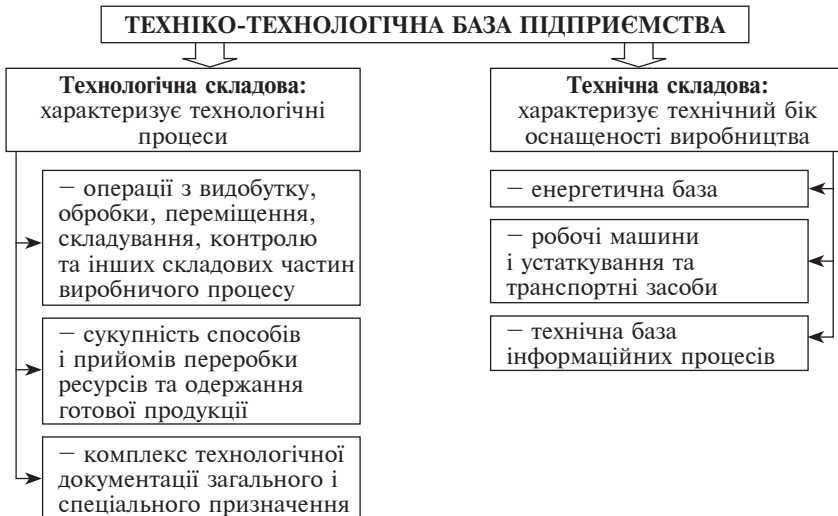 ТЕХНІКО-ТЕХНОЛОГІЧНА БАЗА ПІДПРИЄМСТВА
Технологічна складова:
характеризує технологічні
процеси
— операції з видобутку,
обробки, переміщення,
складування, контролю
та інших складових частин
виробничого процесу
— сукупність способів
і прийомів переробки
ресурсів та одержання
готової продукції
— комплекс технологічної
документації загального і
спеціального призначення
Технічна складова:
характеризує технічний бік
оснащеності виробництва
— енергетична база
— робочі машини
і устаткування та
транспортні засоби
— технічна база
інформаційних процесів